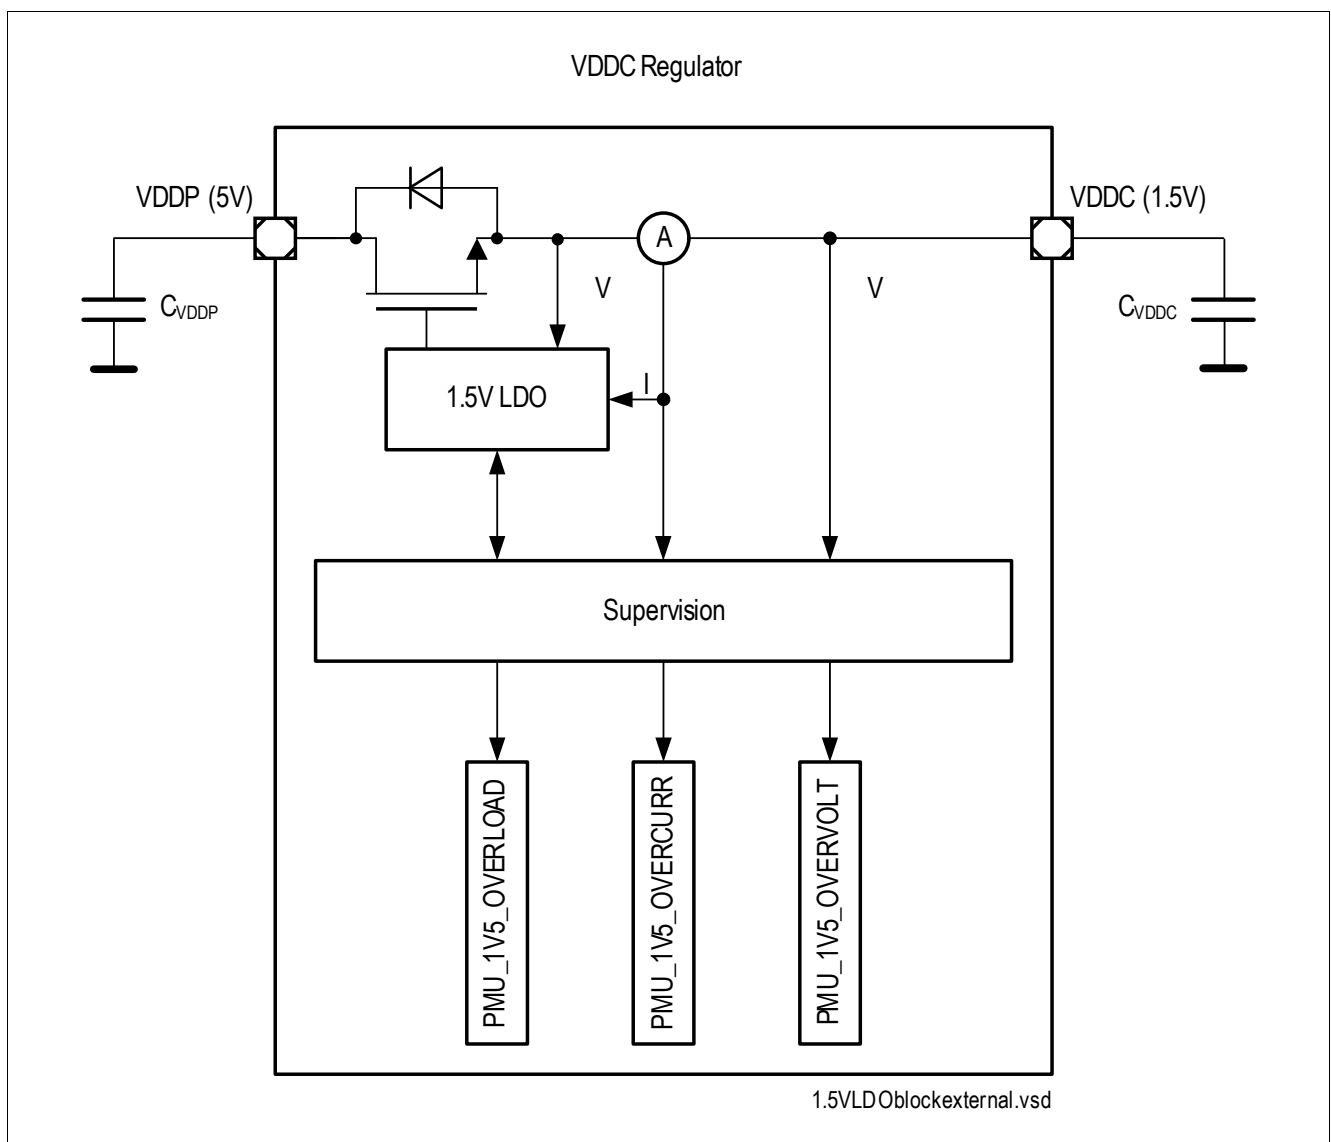 VDDC Regulator
VDDP (5V)
VDDC (1.5V)
A
CVDDP
V
V
CVDDC
1.5V LDO
I
Supervision
PMU_1V5_OVERLOAD
PMU_1V5_OVERCURR
PMU_1V5_OVERVOLT
1.5VLDOblockexternal.vsd